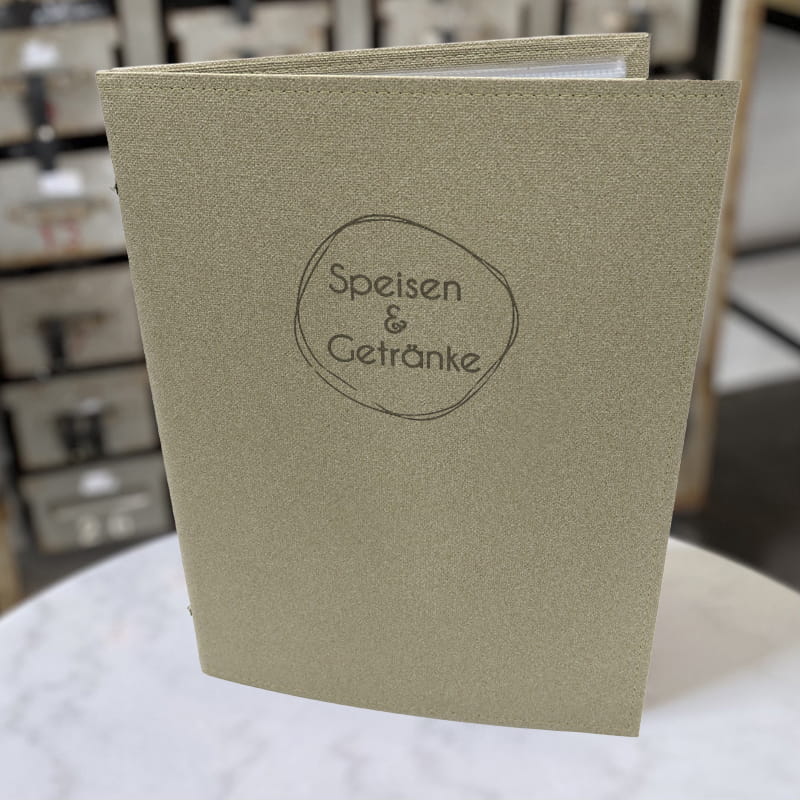 Speisen
&
Getränke